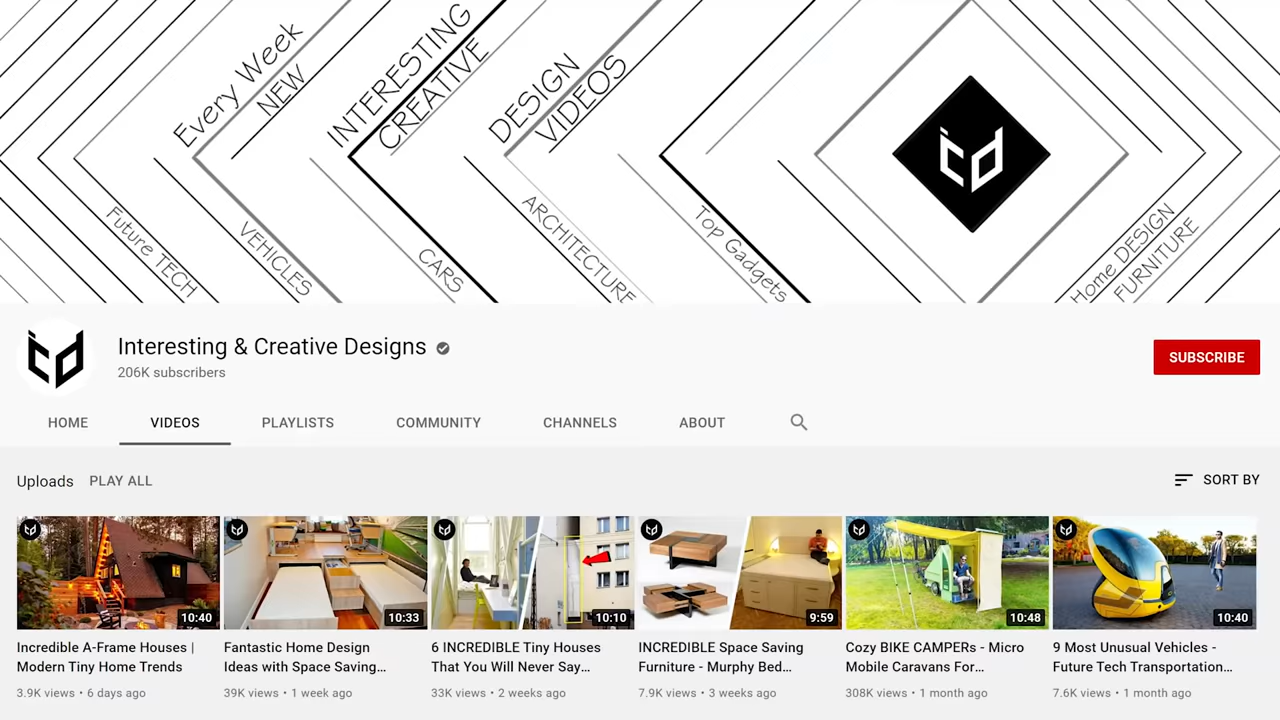 Every Week
NEW
INTERESTING
CREATIVE
DESIGN
VIDEOS
Future TECH
VEHICLES
CARS
ARCHITECTURE
Top Gadgets
Home DESIGN
FURNITURE
Interesting & Creative Designs
206K subscribers
SUBSCRIBE
HOME VIDEOS PLAYLISTS COMMUNITY CHANNELS ABOUT
Uploads PLAY ALL SORT BY
10:40
10:33
10:10
9:59
10:48
10:40
Incredible A-Frame Houses |
Modern Tiny Home Trends
3.9K views • 6 days ago
Fantastic Home Design
Ideas with Space Saving...
39K views • 1 week ago
6 INCREDIBLE Tiny Houses
That You Will Never Say...
33K views • 2 weeks ago
INCREDIBLE Space Saving
Furniture - Murphy Bed...
7.9K views • 3 weeks ago
Cozy BIKE CAMPERs - Micro
Mobile Caravans For...
308K views • 1 month ago
9 Most Unusual Vehicles -
Future Tech Transportation...
7.6K views • 1 month ago